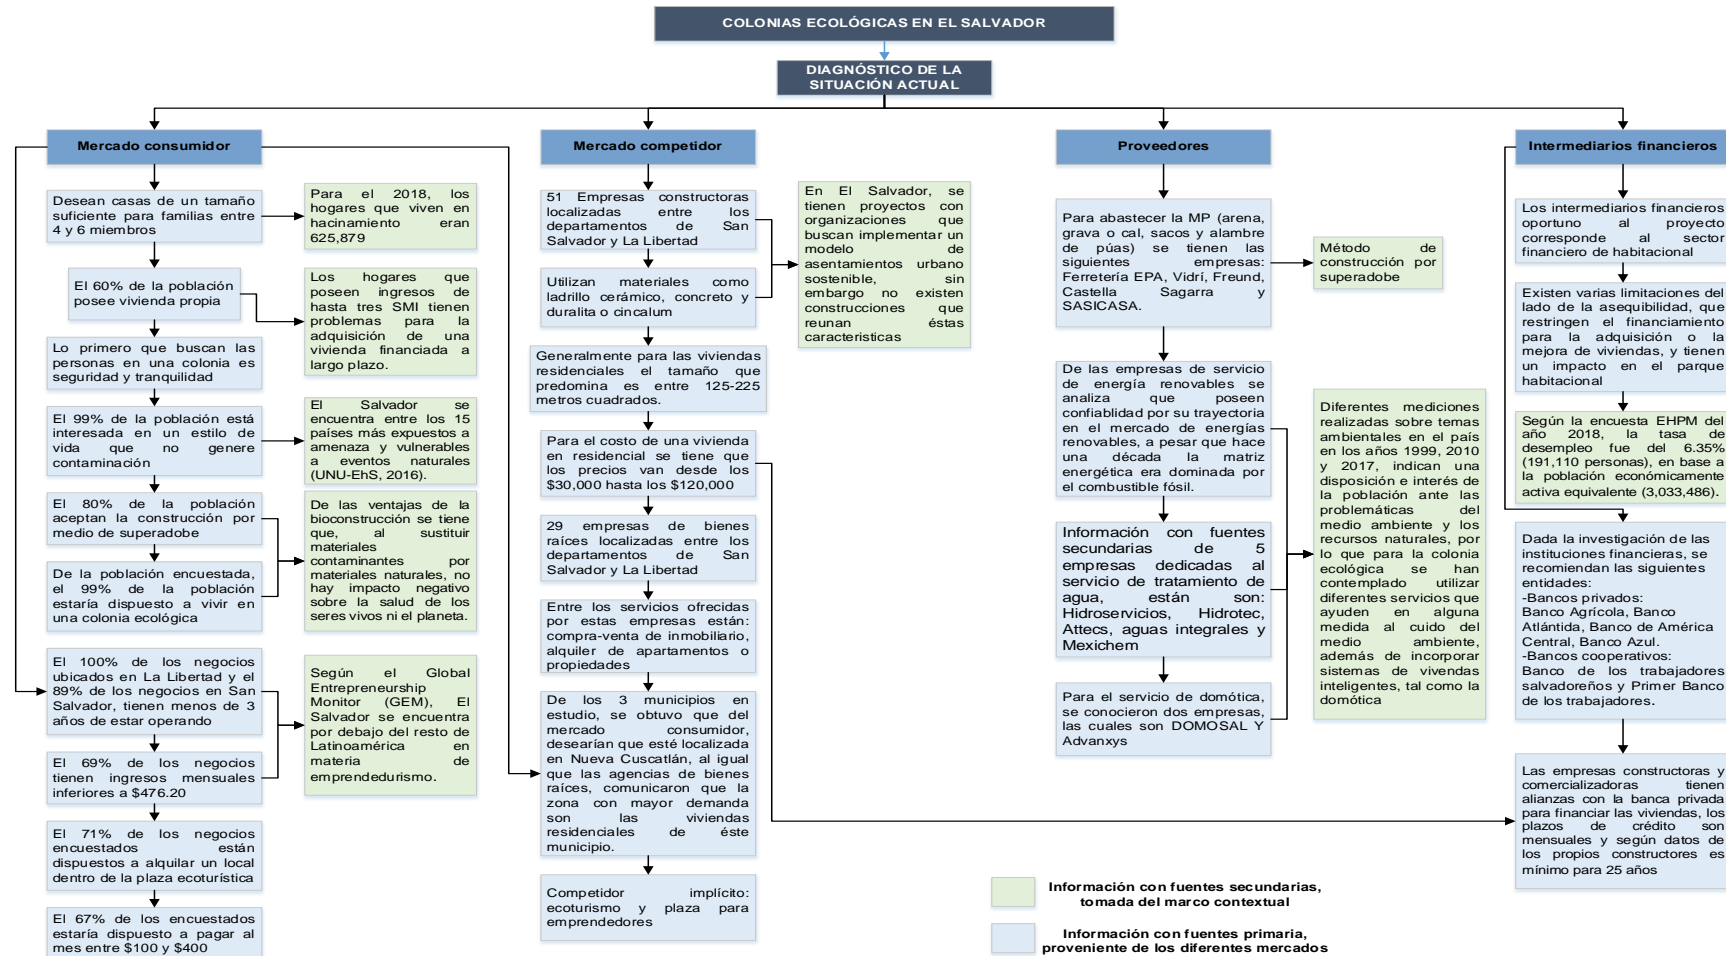 COLONIAS ECOLÓGICAS EN EL SALVADOR
DIAGNÓSTICO DE LA
SITUACIÓN ACTUAL
Mercado consumidor
Desean casas de un tamaño
suficiente para familias entre
4 y 6 miembros
Para el 2018, los
hogares que viven en
hacinamiento eran
625,879
El 60% de la población
posee vivienda propia
Los hogares que
poseen ingresos de
hasta tres SMI tienen
problemas para la
adquisición de una
vivienda financiada a
largo plazo.
Lo primero que buscan las
personas en una colonia es
seguridad y tranquilidad
El 99% de la población está
interesada en un estilo de
vida que no genere
contaminación
El Salvador se
encuentra entre los 15
países más expuestos a
amenaza y vulnerables
a eventos naturales
(UNU-EhS, 2016).
El 80% de la población
aceptan la construcción por
medio de superadobe
De las ventajas de la
bioconstrucción se tiene
que, al sustituir
materiales
contaminantes por
materiales naturales, no
hay impacto negativo
sobre la salud de los
seres vivos ni el planeta.
De la población encuestada,
el 99% de la población
estaría dispuesto a vivir en
una colonia ecológica
El 100% de los negocios
ubicados en La Libertad y el
89% de los negocios en San
Salvador, tienen menos de 3
años de estar operando
Según el Global
Entrepreneurship
Monitor (GEM), El
Salvador se encuentra
por debajo del resto de
Latinoamérica en
materia de
emprendedurismo.
El 69% de los negocios
tienen ingresos mensuales
inferiores a $476.20
El 71% de los negocios
encuestados están
dispuestos a alquilar un local
dentro de la plaza ecoturística
El 67% de los encuestados
estaría dispuesto a pagar al
mes entre $100 y $400
Mercado competidor
51 Empresas constructoras
localizadas entre los
departamentos de San
Salvador y La Libertad
Utilizan materiales como
ladrillo cerámico, concreto y
duralita o cincalum
En El Salvador, se
tienen proyectos con
organizaciones que
buscan implementar un
modelo de
asentamientos urbano
sostenible, sin
embargo no existen
construcciones que
reunan éstas
características
Generalmente para las viviendas
residenciales el tamaño que
predomina es entre 125-225
metros cuadrados.
Para el costo de una vivienda
en residencial se tiene que
los precios van desde los
$30,000 hasta los $120,000
29 empresas de bienes
raíces localizadas entre los
departamentos de San
Salvador y La Libertad
Entre los servicios ofrecidas
por estas empresas están:
compra-venta de inmobiliario,
alquiler de apartamentos o
propiedades
De los 3 municipios en
estudio, se obtuvo que del
mercado consumidor,
desearían que esté localizada
en Nueva Cuscatlán, al igual
que las agencias de bienes
raíces, comunicaron que la
zona con mayor demanda
son las viviendas
residenciales de éste
municipio.
Competidor implícito:
ecoturismo y plaza para
emprendedores
Proveedores
Para abastecer la MP (arena,
grava o cal, sacos y alambre
de púas) se tienen las
siguientes empresas:
Ferretería EPA, Vidrí, Freund,
Castella Sagarra y
SASICASA.
Método de
construcción por
superadobe
De las empresas de servicio
de energía renovables se
analiza que poseen
confiablidad por su trayectoria
en el mercado de energías
renovables, a pesar que hace
una década la matriz
energética era dominada por
el combustible fósil.
Información con fuentes
secundarias de 5
empresas dedicadas al
servicio de tratamiento de
agua, están son:
Hidroservicios, Hidrotec,
Attecs, aguas integrales y
Mexichem
Para el servicio de domótica,
se conocieron dos empresas,
las cuales son DOMOSAL Y
Advanxys
Diferentes mediciones
realizadas sobre temas
ambientales en el país
en los años 1999, 2010
y 2017, indican una
disposición e interés de
la población ante las
problemáticas del
medio ambiente y los
recursos naturales, por
lo que para la colonia
ecológica se han
contemplado utilizar
diferentes servicios que
ayuden en alguna
medida al cuido del
medio ambiente,
además de incorporar
sistemas de vivendas
inteligentes, tal como la
domótica
Intermediarios financieros
Los intermediarios financieros
oportuno al proyecto
corresponde al sector
financiero de habitacional
Existen varias limitaciones del
lado de la asequibilidad, que
restringen el financiamiento
para la adquisición o la
mejora de viviendas, y tienen
un impacto en el parque
habitacional
Según la encuesta EHPM del
año 2018, la tasa de
desempleo fue del 6.35%
(191,110 personas), en base a
la población económicamente
activa equivalente (3,033,486).
Dada la investigación de las
instituciones financieras, se
recomiendan las siguientes
entidades:
-Bancos privados:
Banco Agrícola, Banco
Atlántida, Banco de América
Central, Banco Azul.
-Bancos cooperativos:
Banco de los trabajadores
salvadoreños y Primer Banco
de los trabajadores.
Las empresas constructoras y
comercializadoras tienen
alianzas con la banca privada
para financiar las viviendas, los
plazos de crédito son
mensuales y según datos de
los propios constructores es
mínimo para 25 años
Información con fuentes secundarias,
tomada del marco contextual
Información con fuentes primaria,
proveniente de los diferentes mercados